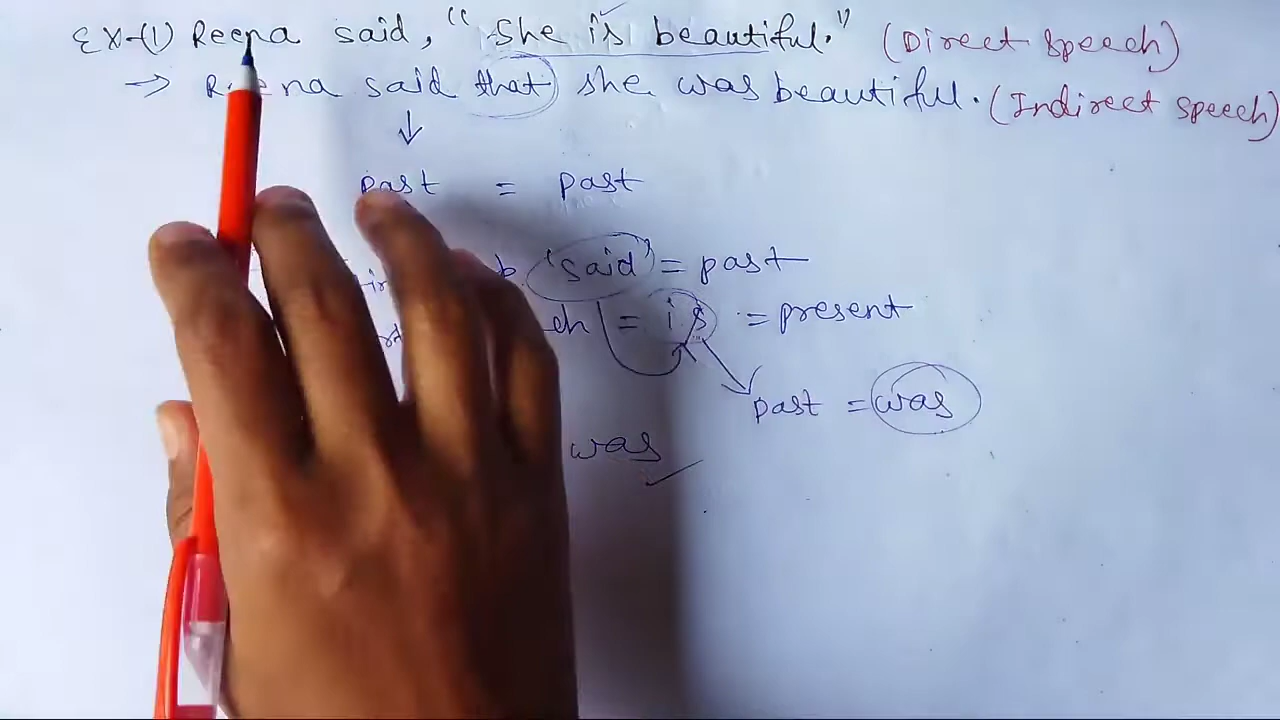 Ex-(1) Reena said, "She is beautiful." (Direct Speech)
→ Reena said that she was beautiful. (Indirect speech)
↓
past = past
'said' = past
= is = present
past = was
was ✓